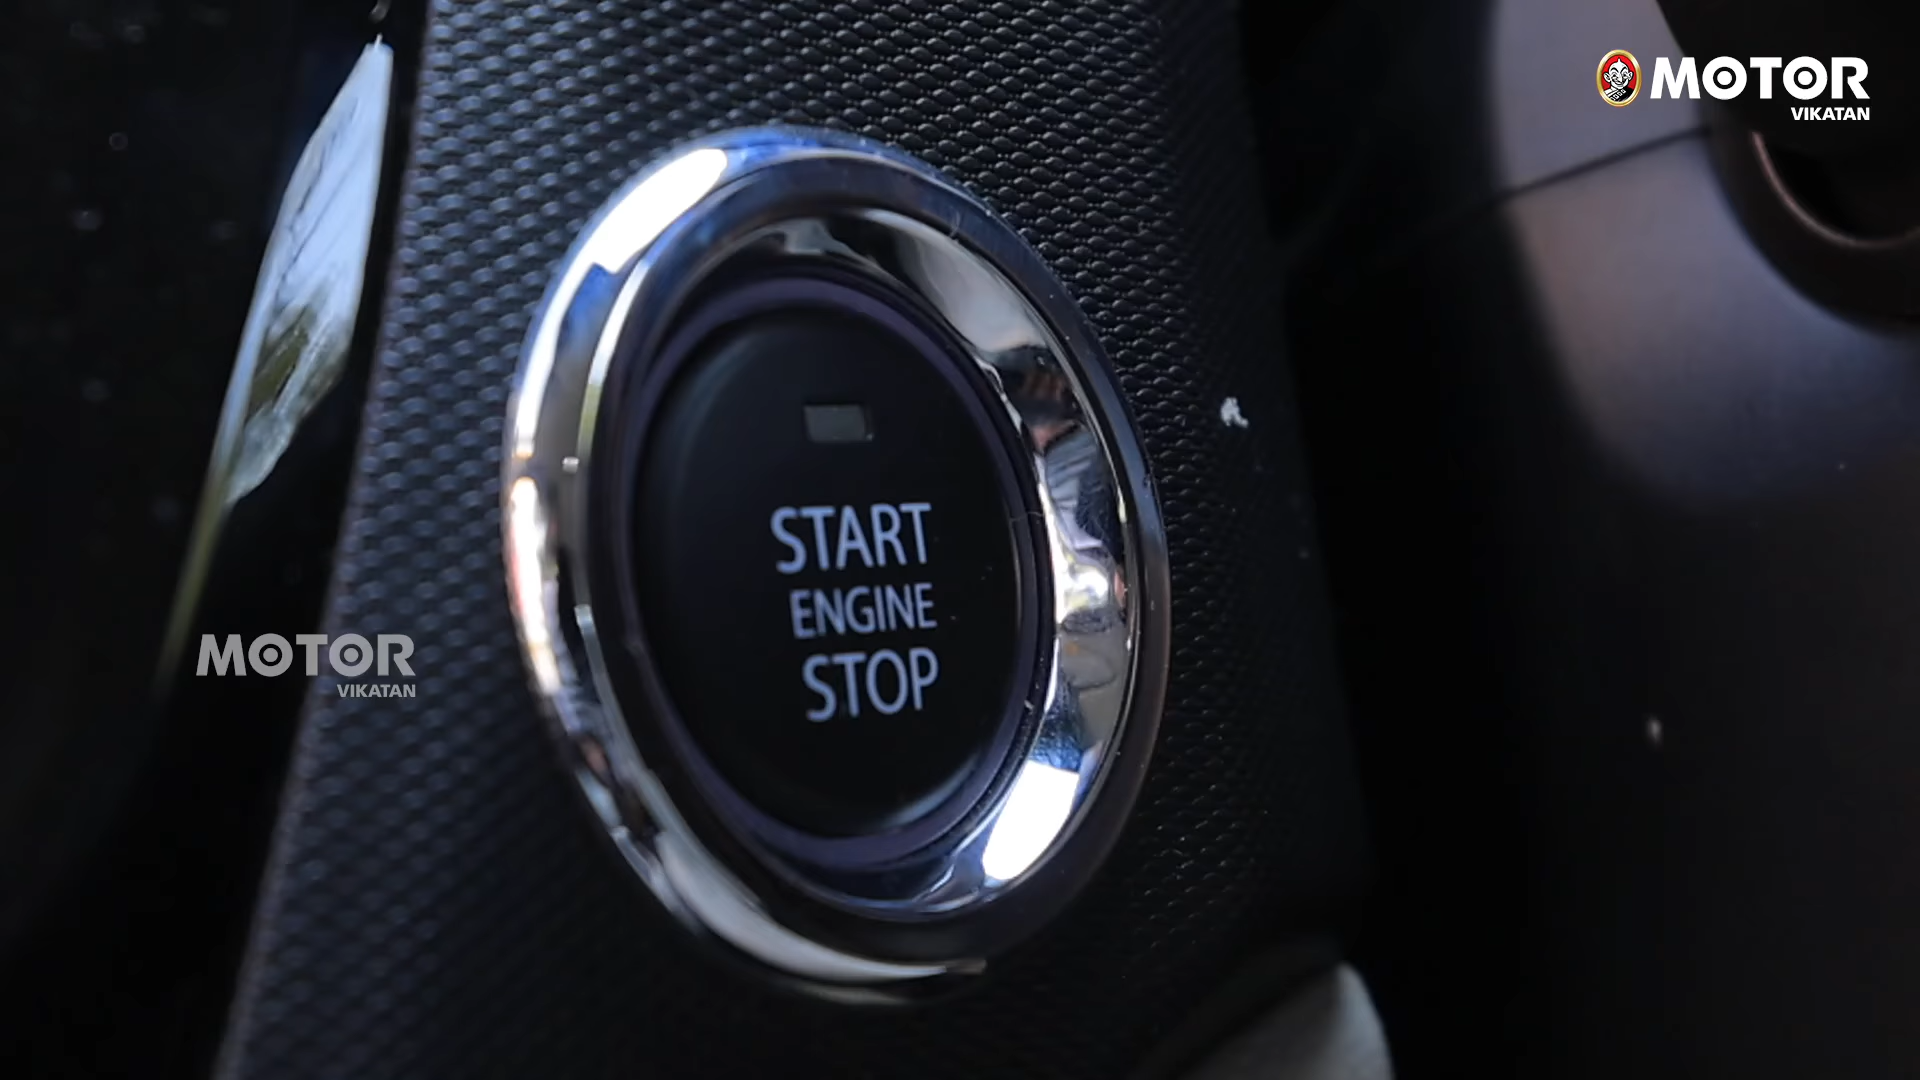 MOTOR
VIKATAN
START
ENGINE
STOP
MOTOR
VIKATAN